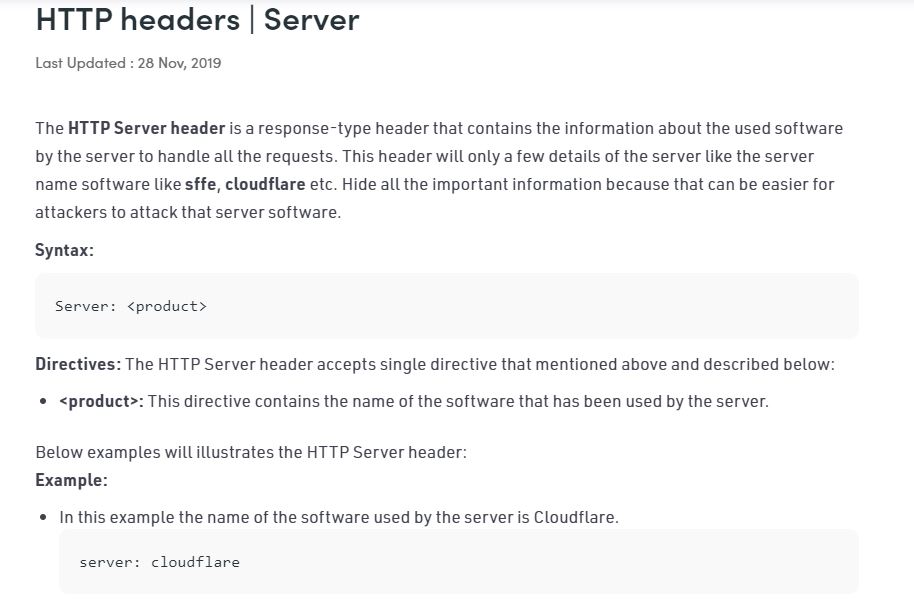 HTTP headers | Server
Last Updated : 28 Nov, 2019
The HTTP Server header is a response-type header that contains the information about the used software
by the server to handle all the requests. This header will only a few details of the server like the server
name software like sffe, cloudflare etc. Hide all the important information because that can be easier for
attackers to attack that server software.
Syntax:
Server: <product>
Directives: The HTTP Server header accepts single directive that mentioned above and described below:
• <product>: This directive contains the name of the software that has been used by the server.
Below examples will illustrates the HTTP Server header:
Example:
• In this example the name of the software used by the server is Cloudflare.
server: cloudflare